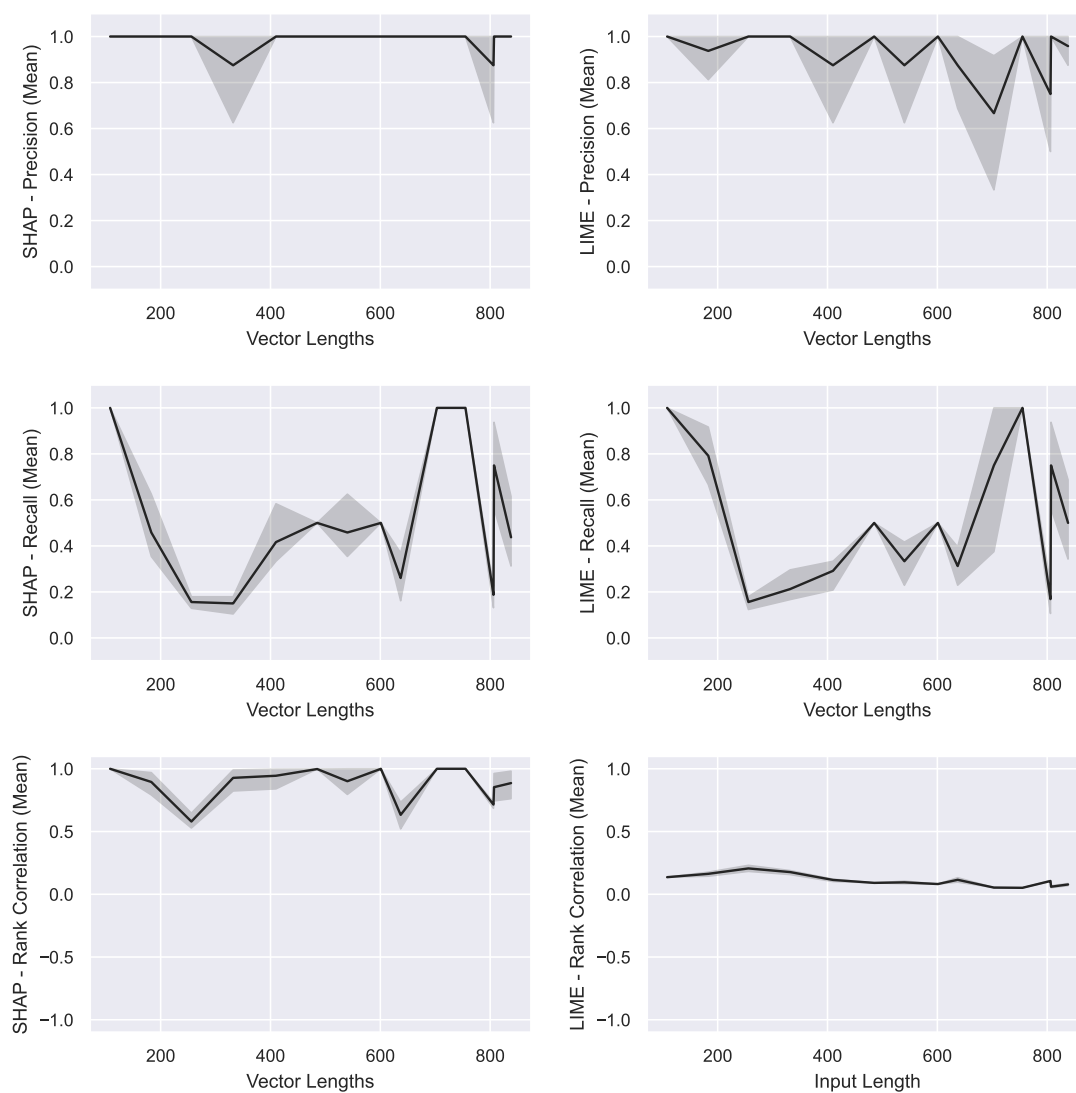 SHAP - Precision (Mean)
1.0
0.8
0.6
0.4
0.2
0.0
200 400 600 800
Vector Lengths
LIME - Precision (Mean)
1.0
0.8
0.6
0.4
0.2
0.0
200 400 600 800
Vector Lengths
SHAP - Recall (Mean)
1.0
0.8
0.6
0.4
0.2
0.0
200 400 600 800
Vector Lengths
LIME - Recall (Mean)
1.0
0.8
0.6
0.4
0.2
0.0
200 400 600 800
Vector Lengths
SHAP - Rank Correlation (Mean)
1.0
0.5
0.0
−0.5
−1.0
200 400 600 800
Vector Lengths
LIME - Rank Correlation (Mean)
1.0
0.5
0.0
−0.5
−1.0
200 400 600 800
Input Length